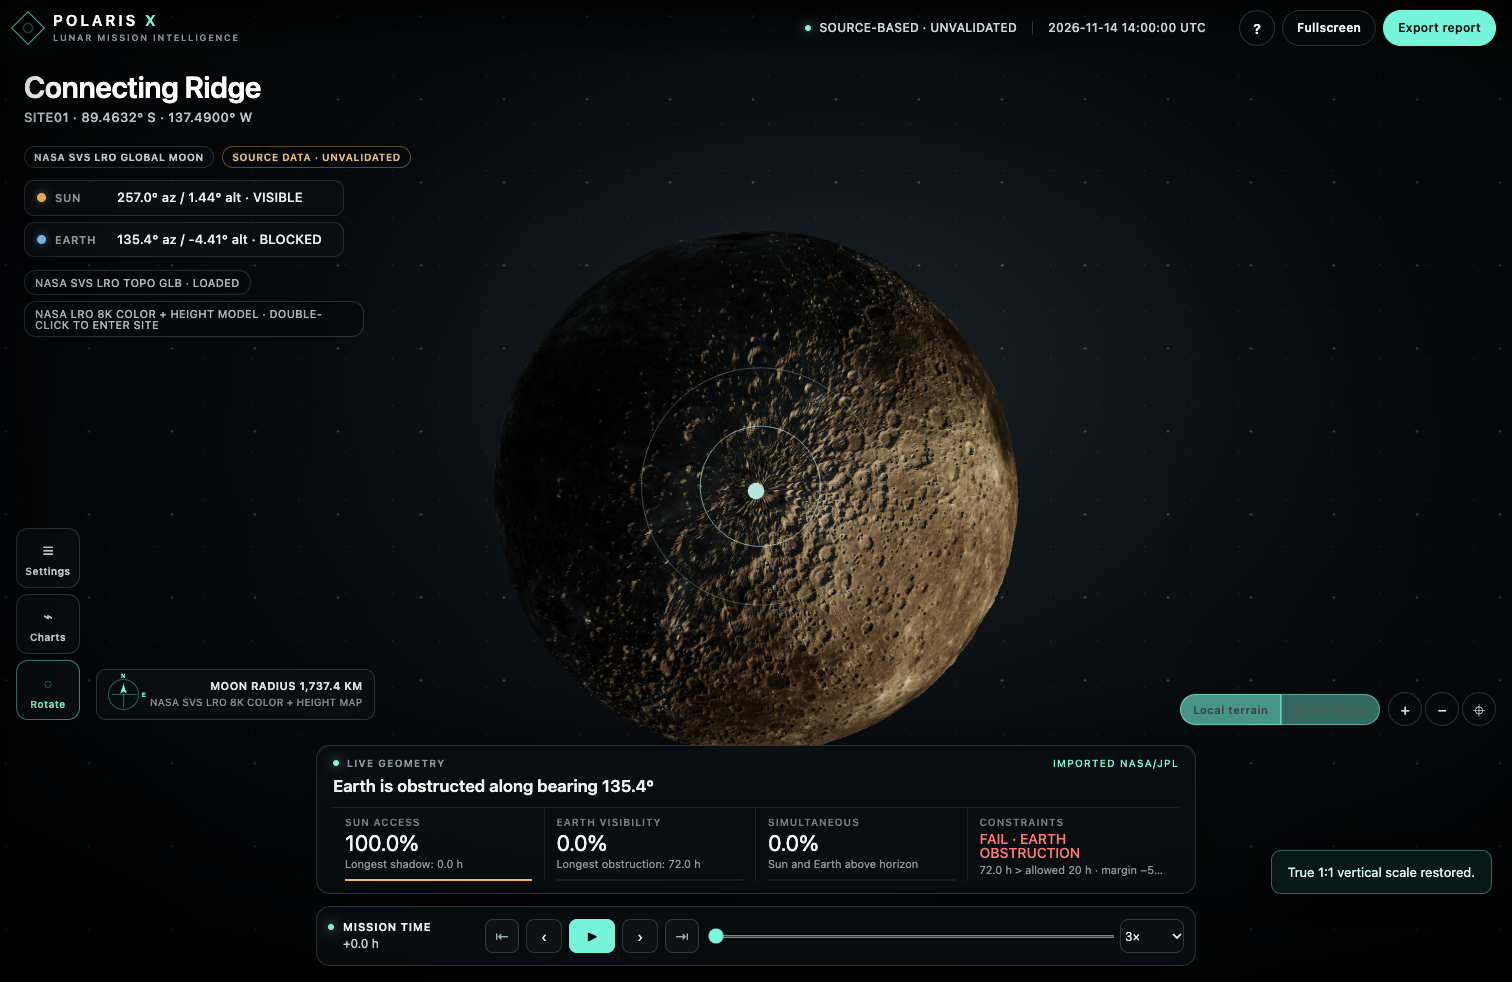 POLARIS X
LUNAR MISSION INTELLIGENCE
SOURCE-BASED · UNVALIDATED
2026-11-14 14:00:00 UTC
?
Fullscreen
Export report
Connecting Ridge
SITE01 · 89.4632° S · 137.4900° W
NASA SVS LRO GLOBAL MOON
SOURCE DATA · UNVALIDATED
SUN 257.0° az / 1.44° alt · VISIBLE
EARTH 135.4° az / -4.41° alt · BLOCKED
NASA SVS LRO TOPO GLB · LOADED
NASA LRO 8K COLOR + HEIGHT MODEL · DOUBLE-
CLICK TO ENTER SITE
Settings
Charts
Rotate
N
E
MOON RADIUS 1,737.4 KM
NASA SVS LRO 8K COLOR + HEIGHT MAP
Local terrain
+
−
LIVE GEOMETRY
IMPORTED NASA/JPL
Earth is obstructed along bearing 135.4°
SUN ACCESS
100.0%
Longest shadow: 0.0 h
EARTH VISIBILITY
0.0%
Longest obstruction: 72.0 h
SIMULTANEOUS
0.0%
Sun and Earth above horizon
CONSTRAINTS
FAIL · EARTH
OBSTRUCTION
72.0 h > allowed 20 h · margin −5...
True 1:1 vertical scale restored.
MISSION TIME
+0.0 h
3×